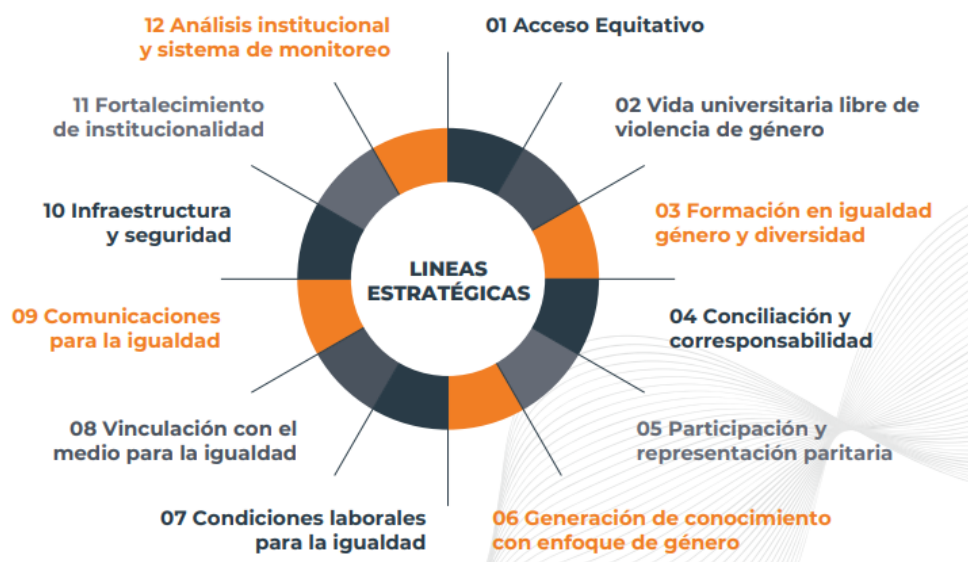 01 Acceso Equitativo
02 Vida universitaria libre de
violencia de género
03 Formación en igualdad
género y diversidad
04 Conciliación y
corresponsabilidad
05 Participación y
representación paritaria
06 Generación de conocimiento
con enfoque de género
07 Condiciones laborales
para la igualdad
08 Vinculación con el
medio para la igualdad
09 Comunicaciones
para la igualdad
10 Infraestructura
y seguridad
11 Fortalecimiento
de institucionalidad
12 Análisis institucional
y sistema de monitoreo
LINEAS
ESTRATÉGICAS